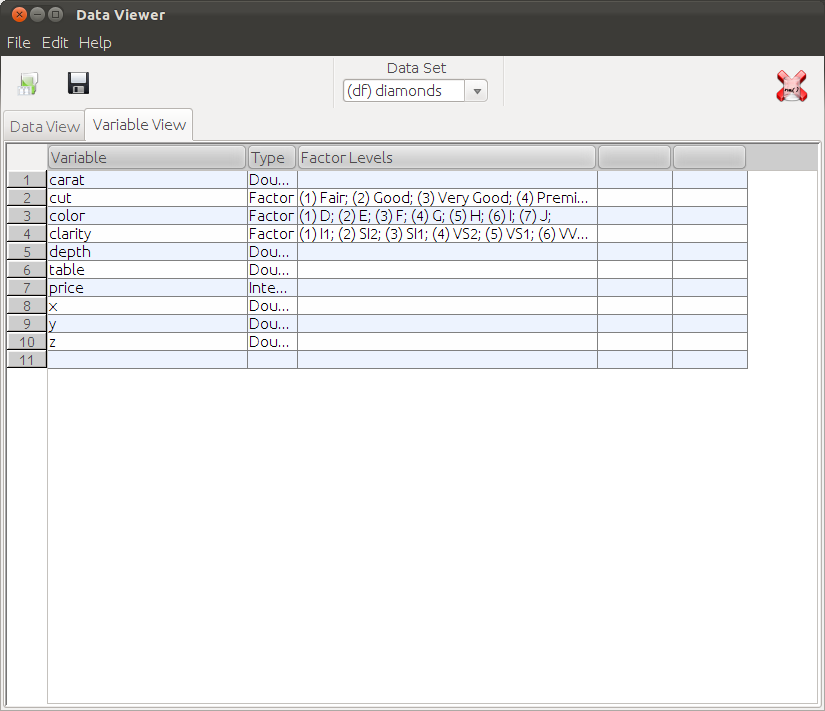 Data Viewer
File Edit Help
Data Set
(df) diamonds
Data View Variable View
Variable Type Factor Levels
1 carat Dou...
2 cut Factor (1) Fair; (2) Good; (3) Very Good; (4) Premi...
3 color Factor (1) D; (2) E; (3) F; (4) G; (5) H; (6) I; (7) J;
4 clarity Factor (1) I1; (2) SI2; (3) SI1; (4) VS2; (5) VS1; (6) VV...
5 depth Dou...
6 table Dou...
7 price Inte...
8 x Dou...
9 y Dou...
10 z Dou...
11